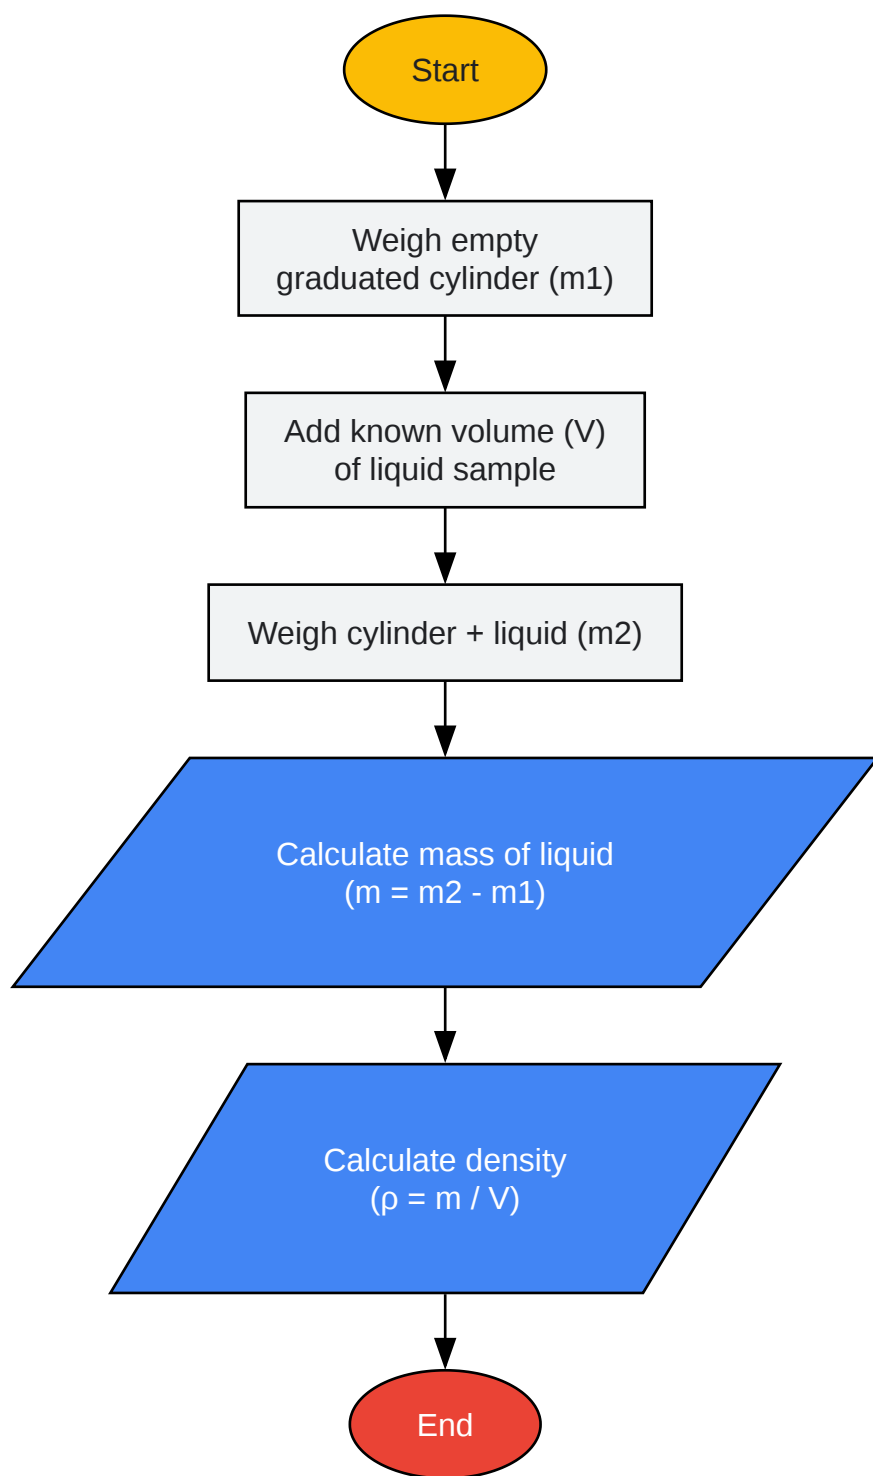 Start
Weigh empty
graduated cylinder (m1)
Add known volume (V)
of liquid sample
Weigh cylinder + liquid (m2)
Calculate mass of liquid
(m = m2 - m1)
Calculate density
(ρ = m / V)
End